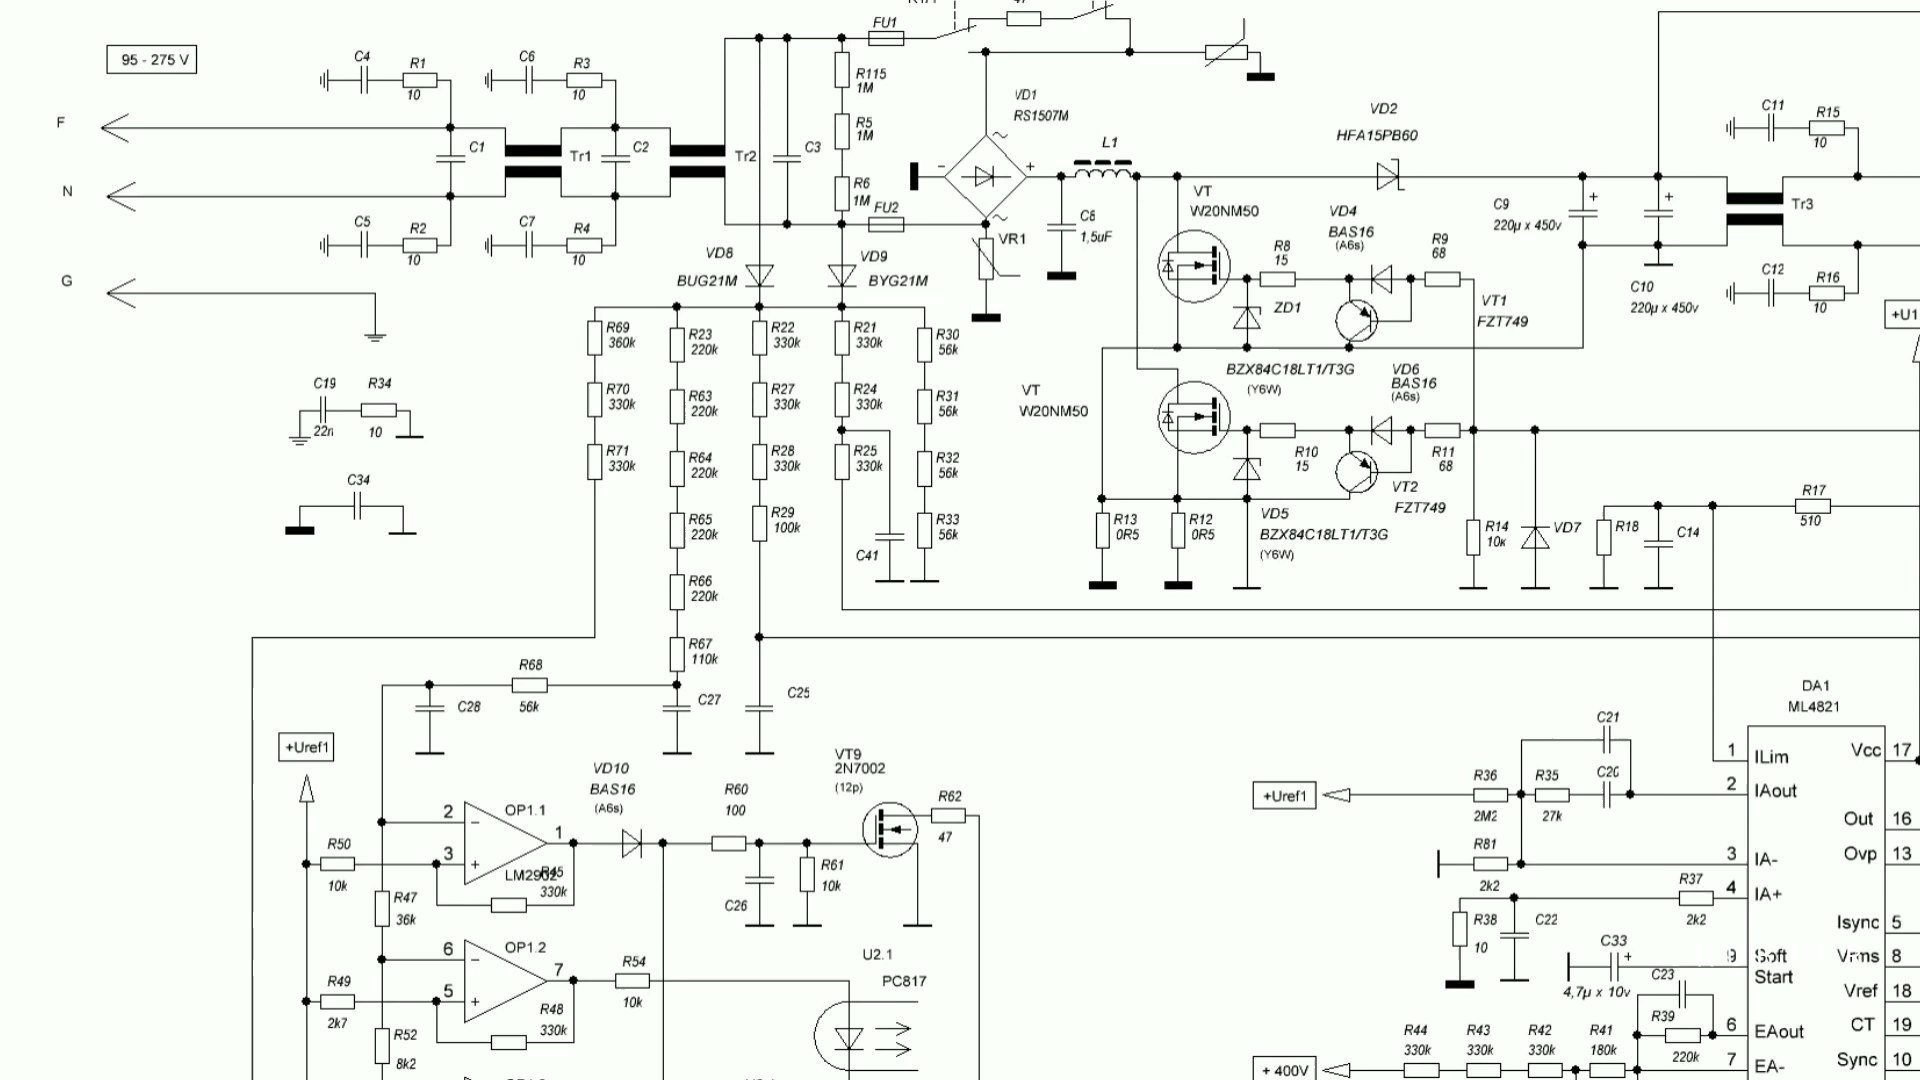 95 - 275 V
F
N
G
C4
R1
10
C6
R3
10
C1
Tr1
C2
Tr2
C3
C5
R2
10
C7
R4
10
FU1
47
R115
1M
R5
1M
R6
1M
FU2
VD1
RS1507M
~
~
-
+
VR1
L1
VD2
HFA15PB60
1,5uF
VT
W20NM50
VD4
BAS16
(A6s)
R8
15
R9
68
ZD1
VT1
FZT749
C9
220µ x 450v
+
+
C10
220µ x 450v
Tr3
C11
R15
10
C12
R16
10
+U1
VD8
BUG21M
VD9
BYG21M
R69
360k
R70
330k
R71
330k
R23
220k
R63
220k
R64
220k
R65
220k
R66
220k
R67
110k
R22
330k
R27
330k
R28
330k
R29
100k
R21
330k
R24
330k
R25
330k
C41
R30
56k
R31
56k
R32
56k
R33
56k
C19
22n
R34
10
C34
BZX84C18LT1/T3G
(Y6W)
VD6
BAS16
(A6s)
VT
W20NM50
R10
15
R11
68
VT2
FZT749
VD5
BZX84C18LT1/T3G
(Y6W)
R13
0R5
R12
0R5
R14
10к
VD7
R18
C14
R17
510
R68
56k
C28
C27
C25
+Uref1
VD10
BAS16
(A6s)
R60
100
VT9
2N7002
(12p)
R62
47
OP1.1
2
-
3
+
1
LM2902
R45
330k
R50
10k
R47
36k
C26
R61
10k
OP1.2
6
-
5
+
7
R54
10k
R48
330k
R49
2k7
R52
8k2
U2.1
PC817
DA1
ML4821
C21
C20
+Uref1
R36
2M2
R35
27k
R81
2k2
R37
2k2
R38
10
C22
C33
+
4,7µ x 10v
C23
R39
220k
R44
330k
R43
330k
R42
330k
R41
180k
+ 400V
1
ILim
2
IAout
3
IA-
4
IA+
9
Soft
Start
6
EAout
7
EA-
Vcc
17
Out
16
Ovp
13
Isync
5
Vrms
8
Vref
18
CT
19
Sync
10